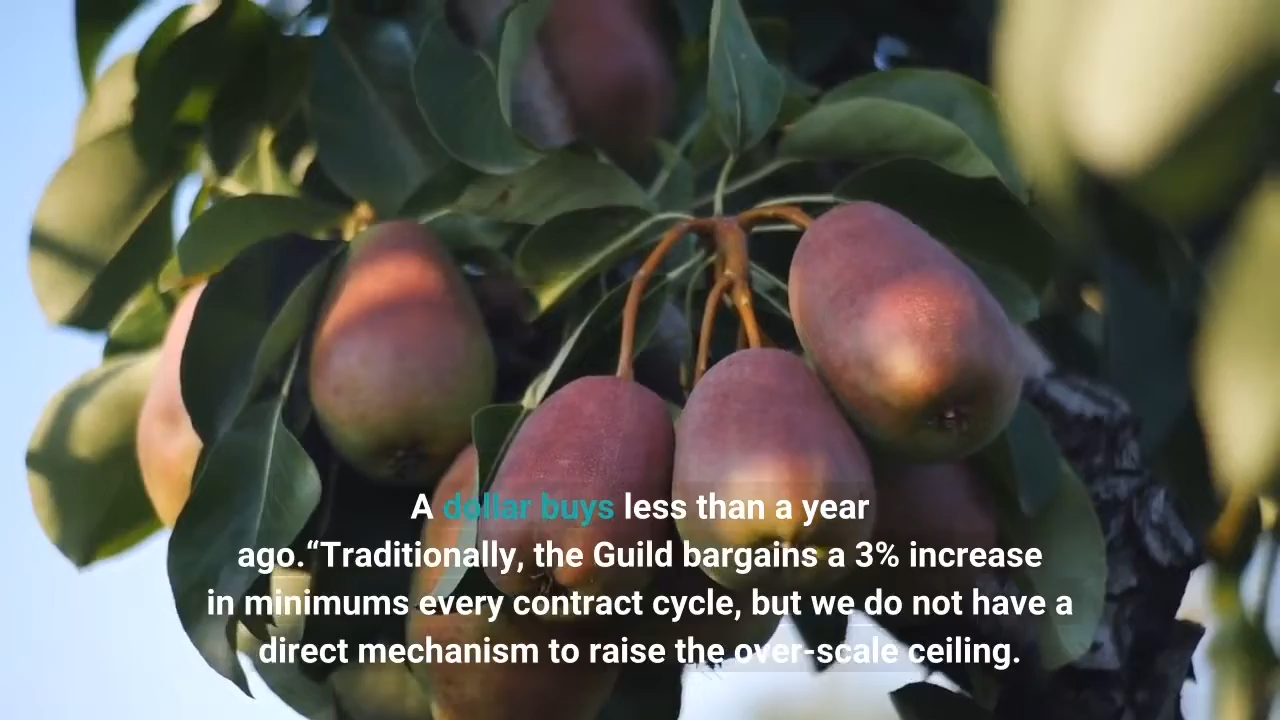 A dollar buys less than a year
ago.“Traditionally, the Guild bargains a 3% increase
in minimums every contract cycle, but we do not have a
direct mechanism to raise the over-scale ceiling.